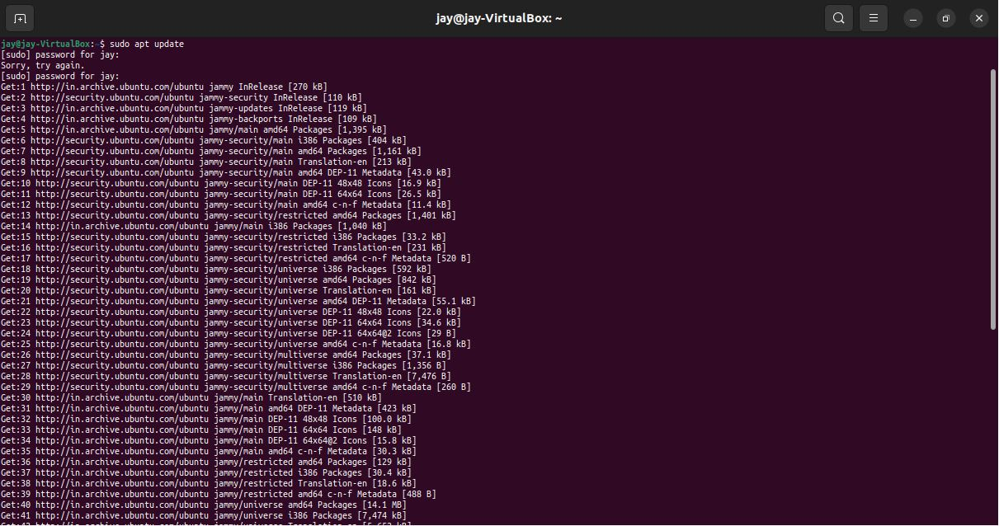 jay@jay-VirtualBox: ~
jay@jay-VirtualBox:~$ sudo apt update
[sudo] password for jay:
Sorry, try again.
[sudo] password for jay:
Get:1 http://in.archive.ubuntu.com/ubuntu jammy InRelease [270 kB]
Get:2 http://security.ubuntu.com/ubuntu jammy-security InRelease [110 kB]
Get:3 http://in.archive.ubuntu.com/ubuntu jammy-updates InRelease [119 kB]
Get:4 http://in.archive.ubuntu.com/ubuntu jammy-backports InRelease [109 kB]
Get:5 http://in.archive.ubuntu.com/ubuntu jammy/main amd64 Packages [1,395 kB]
Get:6 http://security.ubuntu.com/ubuntu jammy-security/main i386 Packages [404 kB]
Get:7 http://security.ubuntu.com/ubuntu jammy-security/main amd64 Packages [1,161 kB]
Get:8 http://security.ubuntu.com/ubuntu jammy-security/main Translation-en [213 kB]
Get:9 http://security.ubuntu.com/ubuntu jammy-security/main amd64 DEP-11 Metadata [43.0 kB]
Get:10 http://security.ubuntu.com/ubuntu jammy-security/main DEP-11 48x48 Icons [16.9 kB]
Get:11 http://security.ubuntu.com/ubuntu jammy-security/main DEP-11 64x64 Icons [26.5 kB]
Get:12 http://security.ubuntu.com/ubuntu jammy-security/main amd64 c-n-f Metadata [11.4 kB]
Get:13 http://security.ubuntu.com/ubuntu jammy-security/restricted amd64 Packages [1,401 kB]
Get:14 http://in.archive.ubuntu.com/ubuntu jammy/main i386 Packages [1,040 kB]
Get:15 http://security.ubuntu.com/ubuntu jammy-security/restricted i386 Packages [33.2 kB]
Get:16 http://security.ubuntu.com/ubuntu jammy-security/restricted Translation-en [231 kB]
Get:17 http://security.ubuntu.com/ubuntu jammy-security/restricted amd64 c-n-f Metadata [520 B]
Get:18 http://security.ubuntu.com/ubuntu jammy-security/universe i386 Packages [592 kB]
Get:19 http://security.ubuntu.com/ubuntu jammy-security/universe amd64 Packages [842 kB]
Get:20 http://security.ubuntu.com/ubuntu jammy-security/universe Translation-en [161 kB]
Get:21 http://security.ubuntu.com/ubuntu jammy-security/universe amd64 DEP-11 Metadata [55.1 kB]
Get:22 http://security.ubuntu.com/ubuntu jammy-security/universe DEP-11 48x48 Icons [22.0 kB]
Get:23 http://security.ubuntu.com/ubuntu jammy-security/universe DEP-11 64x64 Icons [34.6 kB]
Get:24 http://security.ubuntu.com/ubuntu jammy-security/universe DEP-11 64x64@2 Icons [29 B]
Get:25 http://security.ubuntu.com/ubuntu jammy-security/universe amd64 c-n-f Metadata [16.8 kB]
Get:26 http://security.ubuntu.com/ubuntu jammy-security/multiverse amd64 Packages [37.1 kB]
Get:27 http://security.ubuntu.com/ubuntu jammy-security/multiverse i386 Packages [1,356 B]
Get:28 http://security.ubuntu.com/ubuntu jammy-security/multiverse Translation-en [7,476 B]
Get:29 http://security.ubuntu.com/ubuntu jammy-security/multiverse amd64 c-n-f Metadata [260 B]
Get:30 http://in.archive.ubuntu.com/ubuntu jammy/main Translation-en [510 kB]
Get:31 http://in.archive.ubuntu.com/ubuntu jammy/main amd64 DEP-11 Metadata [423 kB]
Get:32 http://in.archive.ubuntu.com/ubuntu jammy/main DEP-11 48x48 Icons [100.0 kB]
Get:33 http://in.archive.ubuntu.com/ubuntu jammy/main DEP-11 64x64 Icons [148 kB]
Get:34 http://in.archive.ubuntu.com/ubuntu jammy/main DEP-11 64x64@2 Icons [15.8 kB]
Get:35 http://in.archive.ubuntu.com/ubuntu jammy/main amd64 c-n-f Metadata [30.3 kB]
Get:36 http://in.archive.ubuntu.com/ubuntu jammy/restricted amd64 Packages [129 kB]
Get:37 http://in.archive.ubuntu.com/ubuntu jammy/restricted i386 Packages [30.4 kB]
Get:38 http://in.archive.ubuntu.com/ubuntu jammy/restricted Translation-en [18.6 kB]
Get:39 http://in.archive.ubuntu.com/ubuntu jammy/restricted amd64 c-n-f Metadata [488 B]
Get:40 http://in.archive.ubuntu.com/ubuntu jammy/universe amd64 Packages [14.1 MB]
Get:41 http://in.archive.ubuntu.com/ubuntu jammy/universe i386 Packages [7,474 kB]